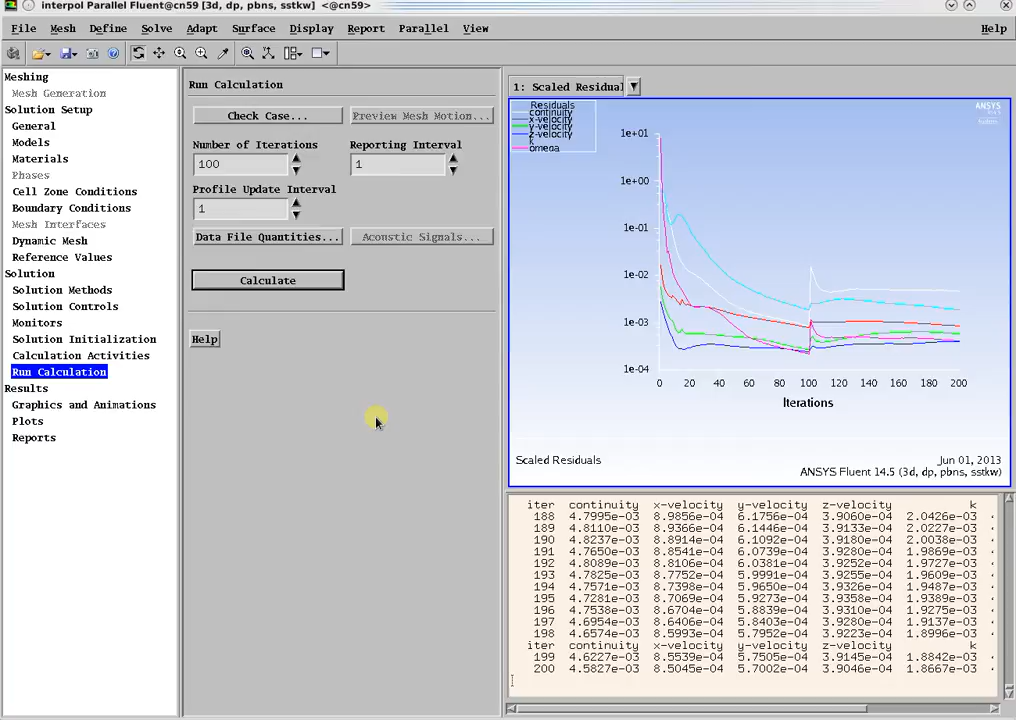 interpol Parallel Fluent@cn59 [3d, dp, pbns, sstkw] <@cn59>
File Mesh Define Solve Adapt Surface Display Report Parallel View Help
Meshing
Mesh Generation
Solution Setup
General
Models
Materials
Phases
Cell Zone Conditions
Boundary Conditions
Mesh Interfaces
Dynamic Mesh
Reference Values
Solution
Solution Methods
Solution Controls
Monitors
Solution Initialization
Calculation Activities
Run Calculation
Results
Graphics and Animations
Plots
Reports
Run Calculation
Check Case... Preview Mesh Motion...
Number of Iterations Reporting Interval
100 1
Profile Update Interval
1
Data File Quantities... Acoustic Signals...
Calculate
Help
1: Scaled Residual
Residuals
continuity
x-velocity
y-velocity
z-velocity
k
omega
ANSYS
1e+01
1e+00
1e-01
1e-02
1e-03
1e-04
0 20 40 60 80 100 120 140 160 180 200
Iterations
Scaled Residuals
Jun 01, 2013
ANSYS Fluent 14.5 (3d, dp, pbns, sstkw)
iter continuity x-velocity y-velocity z-velocity k
188 4.7995e-03 8.9856e-04 6.1756e-04 3.9060e-04 2.0426e-03
189 4.8110e-03 8.9366e-04 6.1446e-04 3.9133e-04 2.0227e-03
190 4.8237e-03 8.8914e-04 6.1092e-04 3.9180e-04 2.0038e-03
191 4.7650e-03 8.8541e-04 6.0739e-04 3.9280e-04 1.9869e-03
192 4.8089e-03 8.8106e-04 6.0381e-04 3.9252e-04 1.9727e-03
193 4.7825e-03 8.7752e-04 5.9991e-04 3.9255e-04 1.9609e-03
194 4.7571e-03 8.7398e-04 5.9650e-04 3.9326e-04 1.9487e-03
195 4.7281e-03 8.7069e-04 5.9273e-04 3.9358e-04 1.9389e-03
196 4.7538e-03 8.6704e-04 5.8839e-04 3.9310e-04 1.9275e-03
197 4.6954e-03 8.6406e-04 5.8403e-04 3.9298e-04 1.9137e-03
198 4.6574e-03 8.5993e-04 5.7952e-04 3.9223e-04 1.8996e-03
iter continuity x-velocity y-velocity z-velocity k
199 4.6227e-03 8.5539e-04 5.7505e-04 3.9145e-04 1.8842e-03
200 4.5827e-03 8.5045e-04 5.7002e-04 3.9046e-04 1.8667e-03